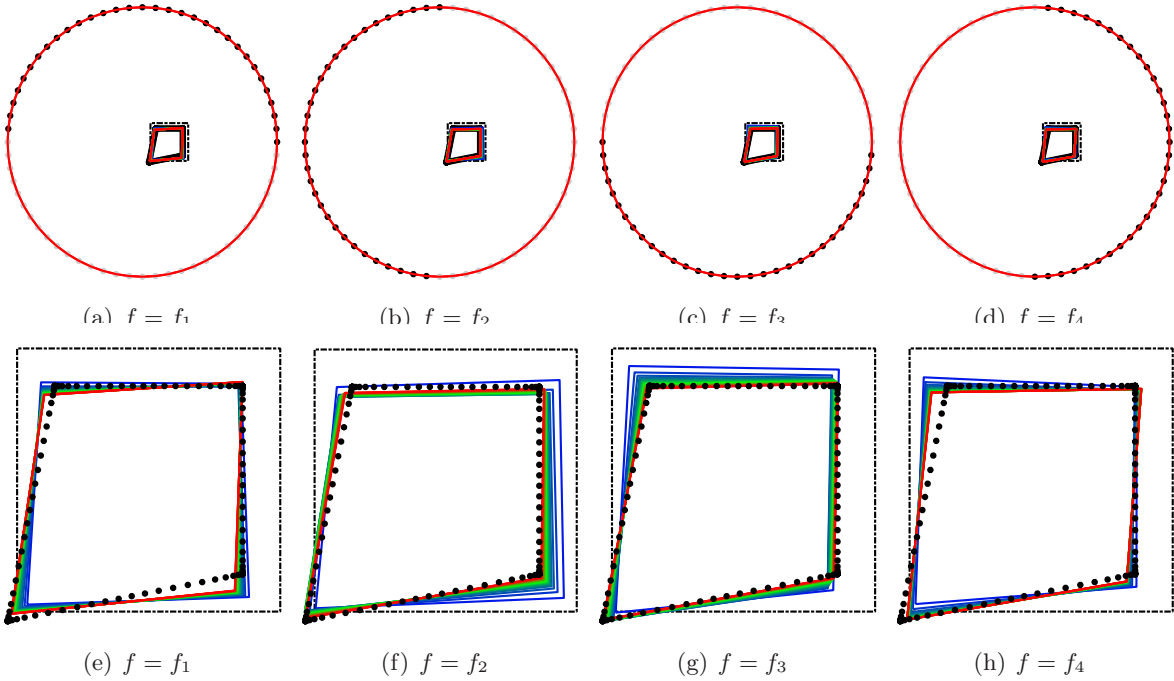 (a) f = f₁
(b) f = f₂
(c) f = f₃
(d) f = f₄
(e) f = f₁
(f) f = f₂
(g) f = f₃
(h) f = f₄